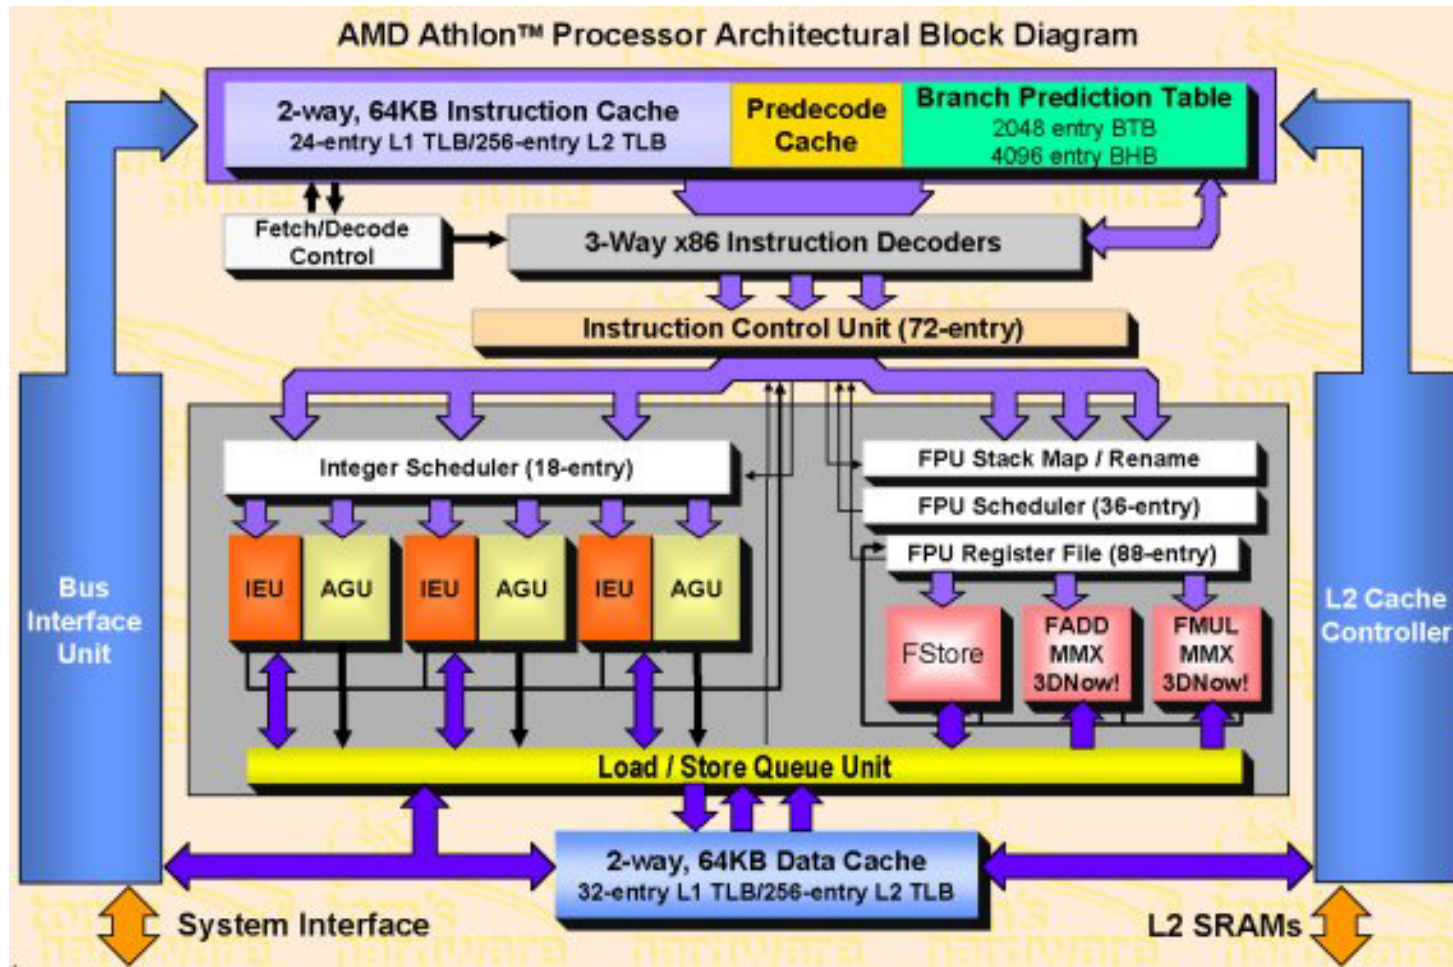 AMD Athlon™ Processor Architectural Block Diagram
2-way, 64KB Instruction Cache
24-entry L1 TLB/256-entry L2 TLB
Predecode
Cache
Branch Prediction Table
2048 entry BTB
4096 entry BHB
Fetch/Decode
Control
3-Way x86 Instruction Decoders
Instruction Control Unit (72-entry)
Integer Scheduler (18-entry)
FPU Stack Map / Rename
FPU Scheduler (36-entry)
FPU Register File (88-entry)
IEU
AGU
IEU
AGU
IEU
AGU
FStore
FADD
MMX
3DNow!
FMUL
MMX
3DNow!
Bus
Interface
Unit
L2 Cache
Controller
Load / Store Queue Unit
2-way, 64KB Data Cache
32-entry L1 TLB/256-entry L2 TLB
System Interface
L2 SRAMs
tom's
hardware
guide